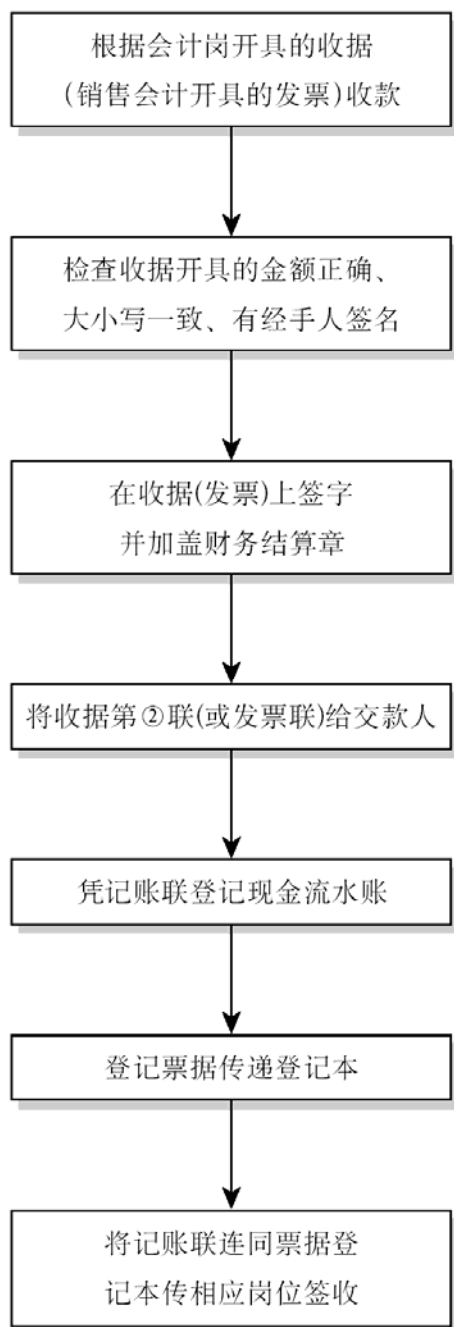 根据会计岗开具的收据
(销售会计开具的发票)收款
检查收据开具的金额正确、
大小写一致、有经手人签名
在收据(发票)上签字
并加盖财务结算章
将收据第②联(或发票联)给交款人
凭记账联登记现金流水账
登记票据传递登记本
将记账联连同票据登
记本传相应岗位签收